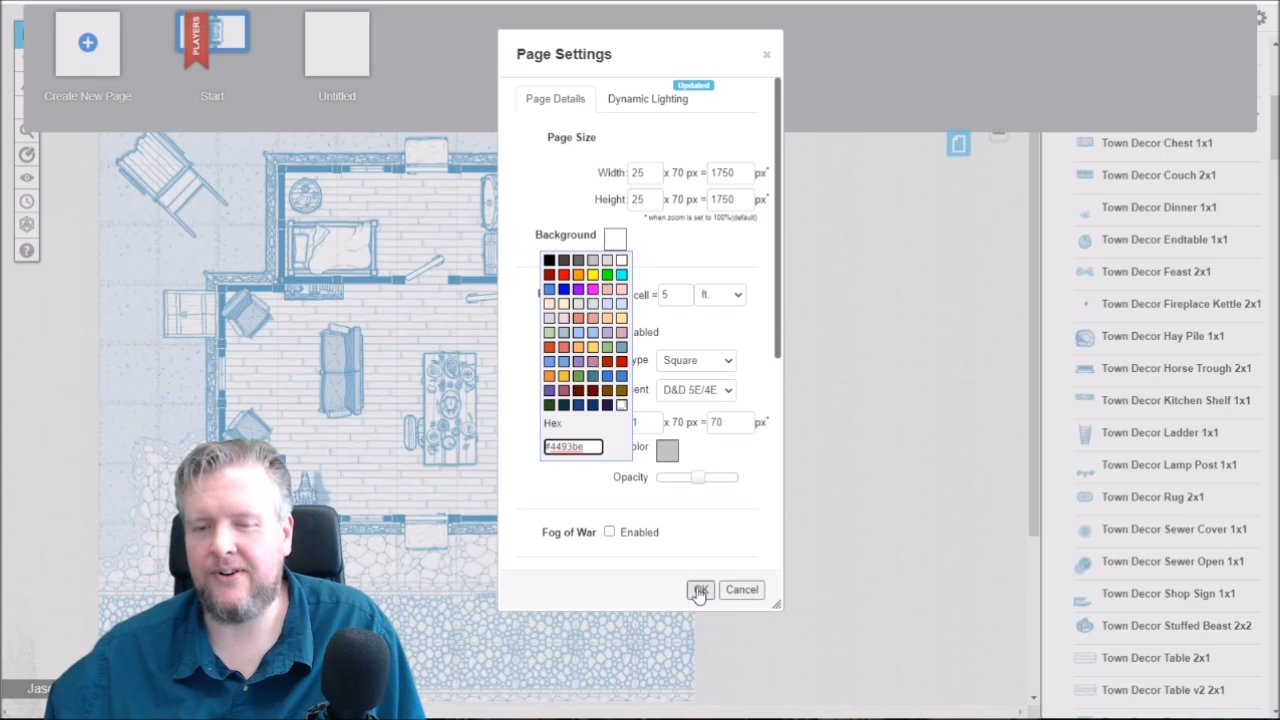 PLAYERS
Create New Page
Start
Untitled
Page Settings
×
Updated
Page Details
Dynamic Lighting
Page Size
Width: 25 x 70 px = 1750 px*
Height: 25 x 70 px = 1750 px*
* when zoom is set to 100%(default)
Background
cell = 5 ft.
abled
ype Square
ent D&D 5E/4E
1 x 70 px = 70 px*
Hex
olor
#4493be
Opacity
Fog of War Enabled
OK Cancel
Town Decor Chest 1x1
Town Decor Couch 2x1
Town Decor Dinner 1x1
Town Decor Endtable 1x1
Town Decor Feast 2x1
Town Decor Fireplace Kettle 2x1
Town Decor Hay Pile 1x1
Town Decor Horse Trough 2x1
Town Decor Kitchen Shelf 1x1
Town Decor Ladder 1x1
Town Decor Lamp Post 1x1
Town Decor Rug 2x1
Town Decor Sewer Cover 1x1
Town Decor Sewer Open 1x1
Town Decor Shop Sign 1x1
Town Decor Stuffed Beast 2x2
Town Decor Table 2x1
Town Decor Table v2 2x1